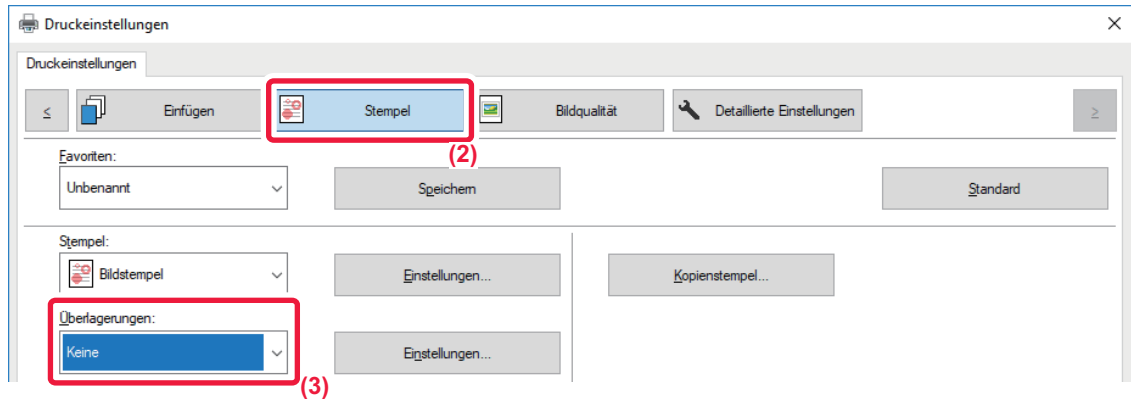 Druckeinstellungen
Druckeinstellungen
< Einfügen Stempel Bildqualität Detaillierte Einstellungen >
(2)
Favoriten:
Unbenannt Speichern Standard
Stempel:
Bildstempel Einstellungen... Kopienstempel...
Überlagerungen:
Keine Einstellungen...
(3)